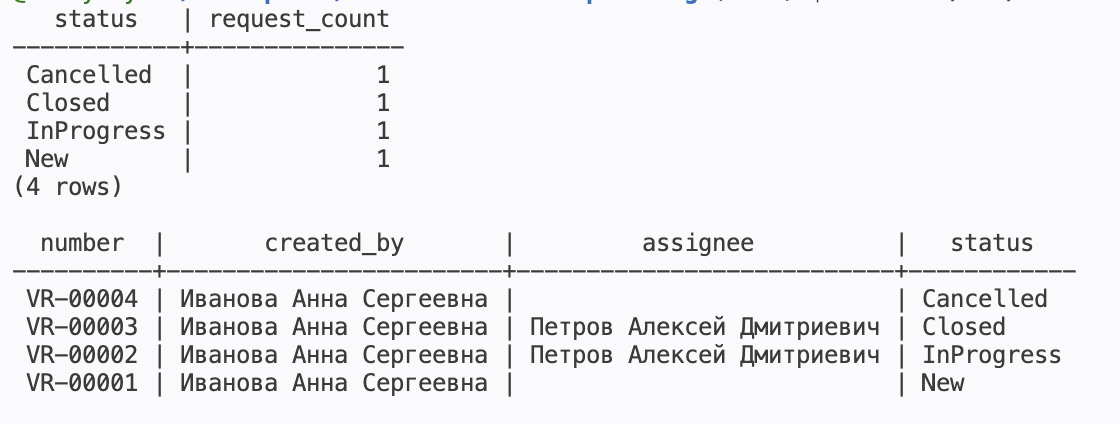 status | request_count
------------+---------------
Cancelled | 1
Closed | 1
InProgress | 1
New | 1
(4 rows)
number | created_by | assignee | status
----------+------------------------+---------------------------+------------
VR-00004 | Иванова Анна Сергеевна | | Cancelled
VR-00003 | Иванова Анна Сергеевна | Петров Алексей Дмитриевич | Closed
VR-00002 | Иванова Анна Сергеевна | Петров Алексей Дмитриевич | InProgress
VR-00001 | Иванова Анна Сергеевна | | New